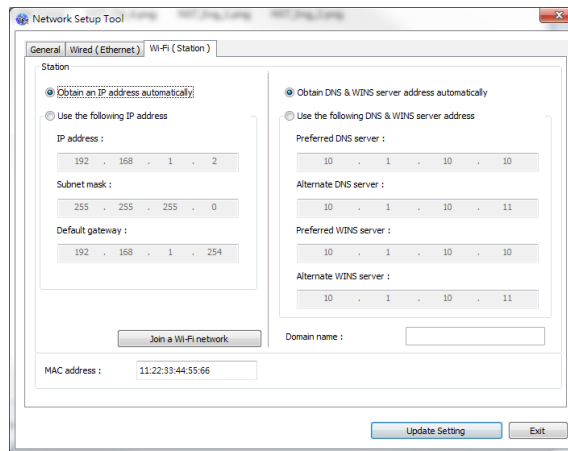 Network Setup Tool
General Wired ( Ethernet ) Wi-Fi ( Station )
Station
Obtain an IP address automatically
Use the following IP address
IP address :
192 . 168 . 1 . 2
Subnet mask :
255 . 255 . 255 . 0
Default gateway :
192 . 168 . 1 . 254
Join a Wi-Fi network
Obtain DNS & WINS server address automatically
Use the following DNS & WINS server address
Preferred DNS server :
10 . 1 . 10 . 10
Alternate DNS server :
10 . 1 . 10 . 11
Preferred WINS server :
10 . 1 . 10 . 10
Alternate WINS server :
10 . 1 . 10 . 11
Domain name :
MAC address : 11:22:33:44:55:66
Update Setting Exit